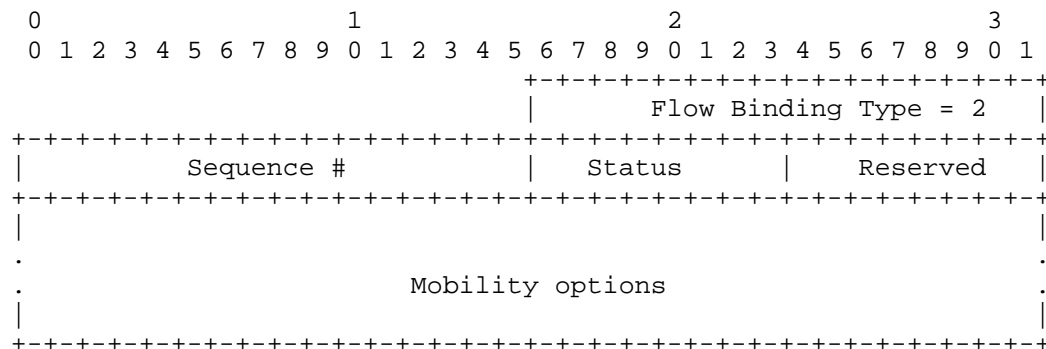 0                   1                   2                   3
 0 1 2 3 4 5 6 7 8 9 0 1 2 3 4 5 6 7 8 9 0 1 2 3 4 5 6 7 8 9 0 1
                                +-+-+-+-+-+-+-+-+-+-+-+-+-+-+-+-+
                                |       Flow Binding Type = 2   |
+-+-+-+-+-+-+-+-+-+-+-+-+-+-+-+-+-+-+-+-+-+-+-+-+-+-+-+-+-+-+-+-+
|          Sequence #           |   Status      |    Reserved   |
+-+-+-+-+-+-+-+-+-+-+-+-+-+-+-+-+-+-+-+-+-+-+-+-+-+-+-+-+-+-+-+-+
|                                                               |
.                                                               .
.                        Mobility options                       .
|                                                               |
+-+-+-+-+-+-+-+-+-+-+-+-+-+-+-+-+-+-+-+-+-+-+-+-+-+-+-+-+-+-+-+-+